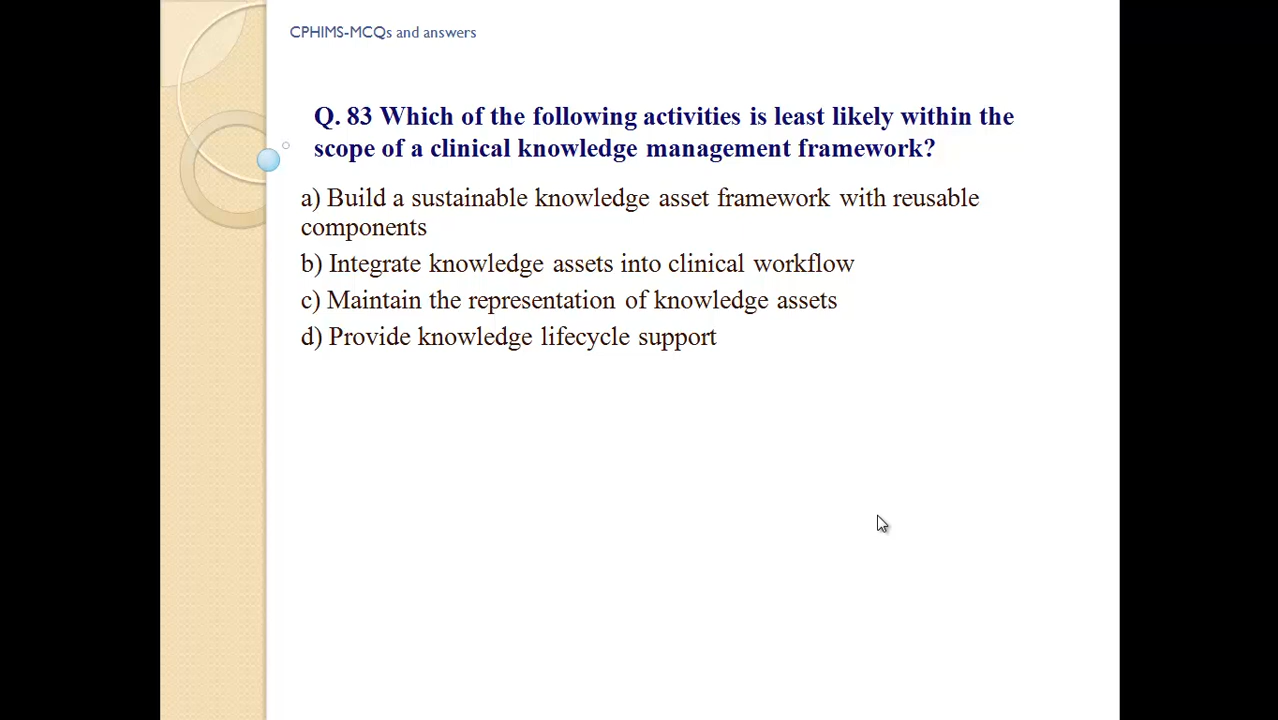 CPHIMS-MCQs and answers
Q. 83 Which of the following activities is least likely within the
scope of a clinical knowledge management framework?
a) Build a sustainable knowledge asset framework with reusable
components
b) Integrate knowledge assets into clinical workflow
c) Maintain the representation of knowledge assets
d) Provide knowledge lifecycle support